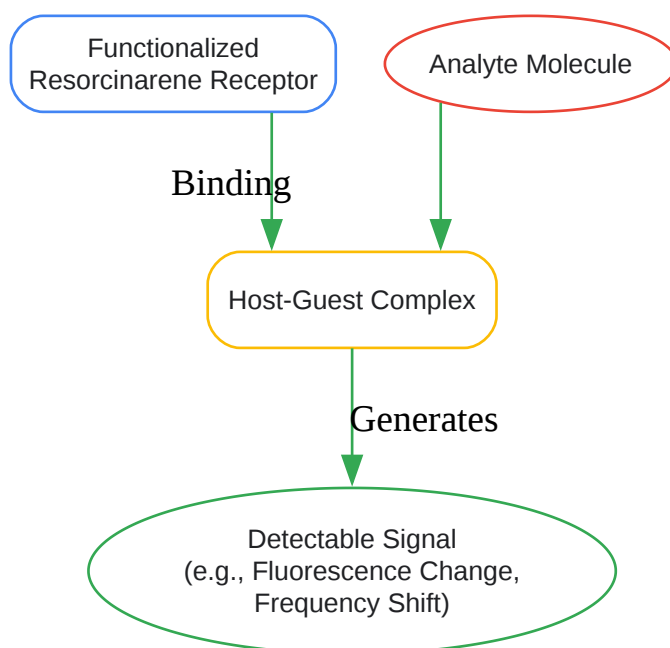 Functionalized
Resorcinarene Receptor
Analyte Molecule
Binding
Host-Guest Complex
Generates
Detectable Signal
(e.g., Fluorescence Change,
Frequency Shift)